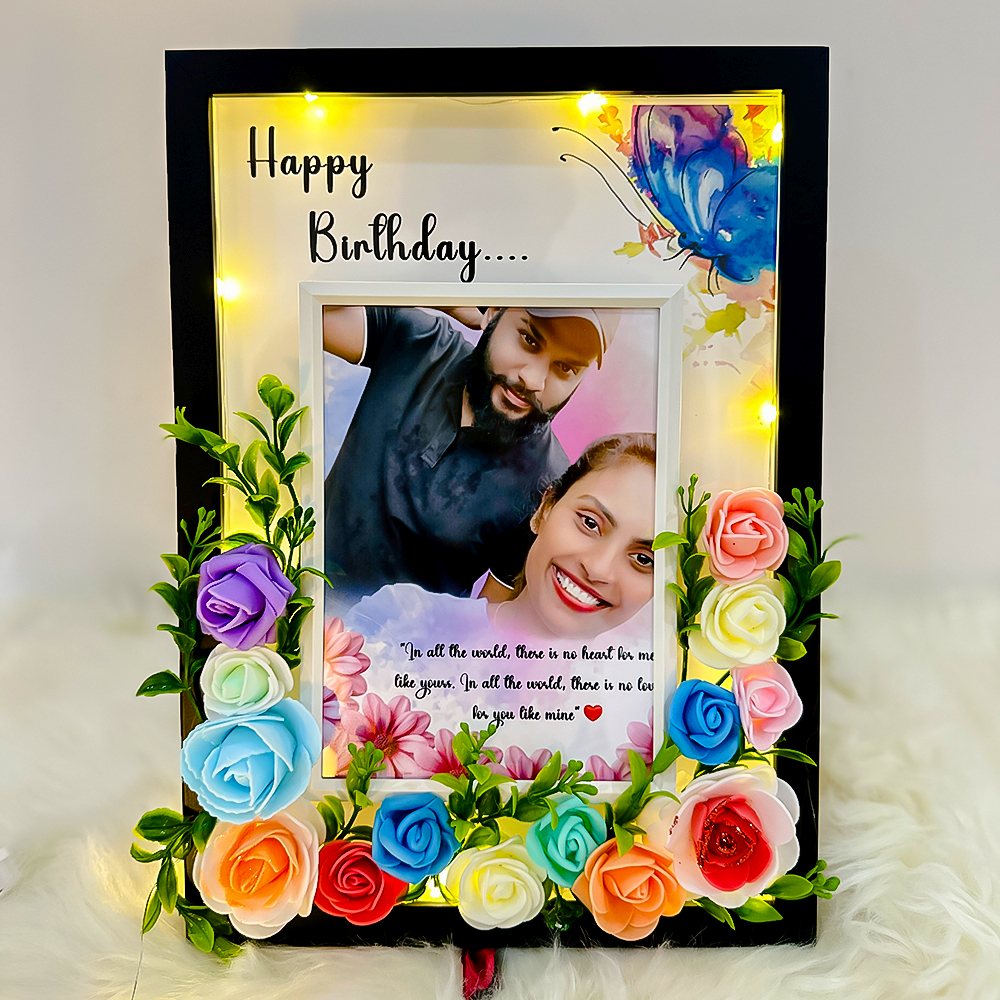 Happy
Birthday....
"In all the world, there is no heart for me
like yours. In all the world, there is no lov
for you like mine" ❤